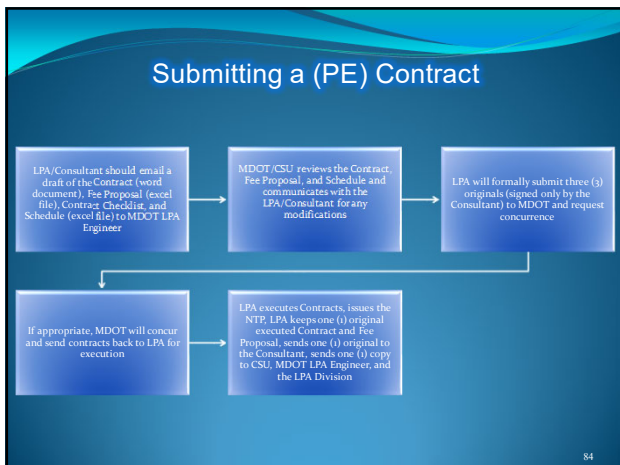 Submitting a (PE) Contract
LPA/Consultant should email a
draft of the Contract (word
document), Fee Proposal (excel
file), Contract Checklist, and
Schedule (excel file) to MDOT LPA
Engineer
MDOT/CSU reviews the Contract,
Fee Proposal, and Schedule and
communicates with the
LPA/Consultant for any
modifications
LPA will formally submit three (3)
originals (signed only by the
Consultant) to MDOT and request
concurrence
If appropriate, MDOT will concur
and send contracts back to LPA for
execution
LPA executes Contracts, issues the
NTP, LPA keeps one (1) original
executed Contract and Fee
Proposal, sends one (1) original to
the Consultant, sends one (1) copy
to CSU, MDOT LPA Engineer, and
the LPA Division
84